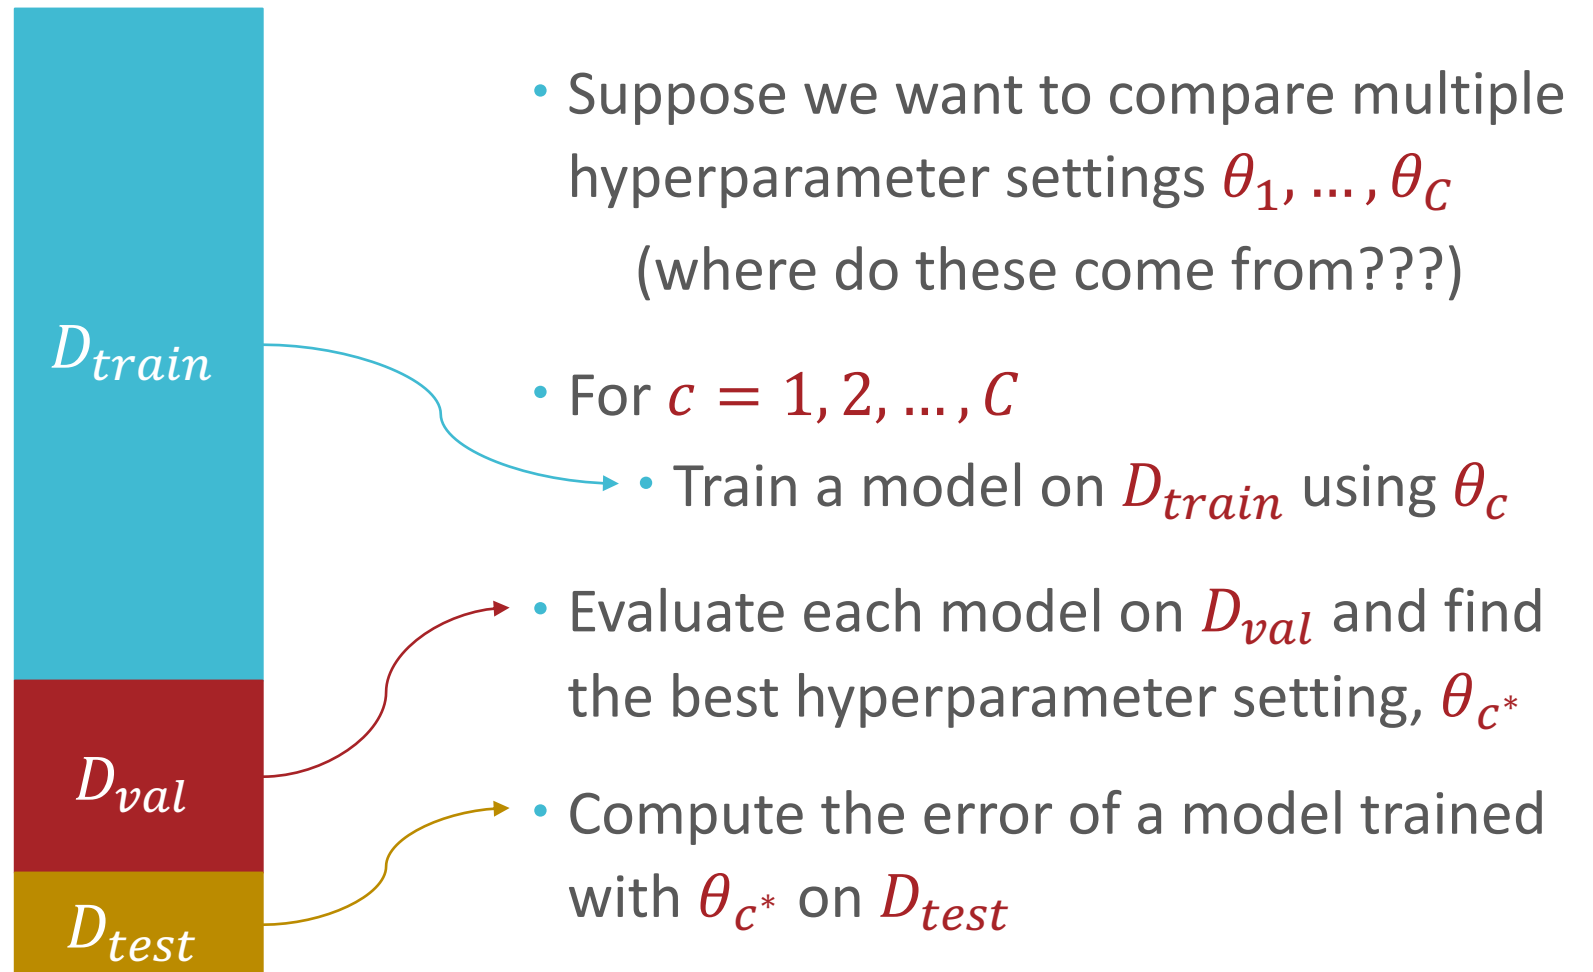 D_train
D_val
D_test
• Suppose we want to compare multiple
hyperparameter settings θ_1, … , θ_C
(where do these come from???)
• For c = 1, 2, … , C
• Train a model on D_train using θ_c
• Evaluate each model on D_val and find
the best hyperparameter setting, θ_{c*}
• Compute the error of a model trained
with θ_{c*} on D_test